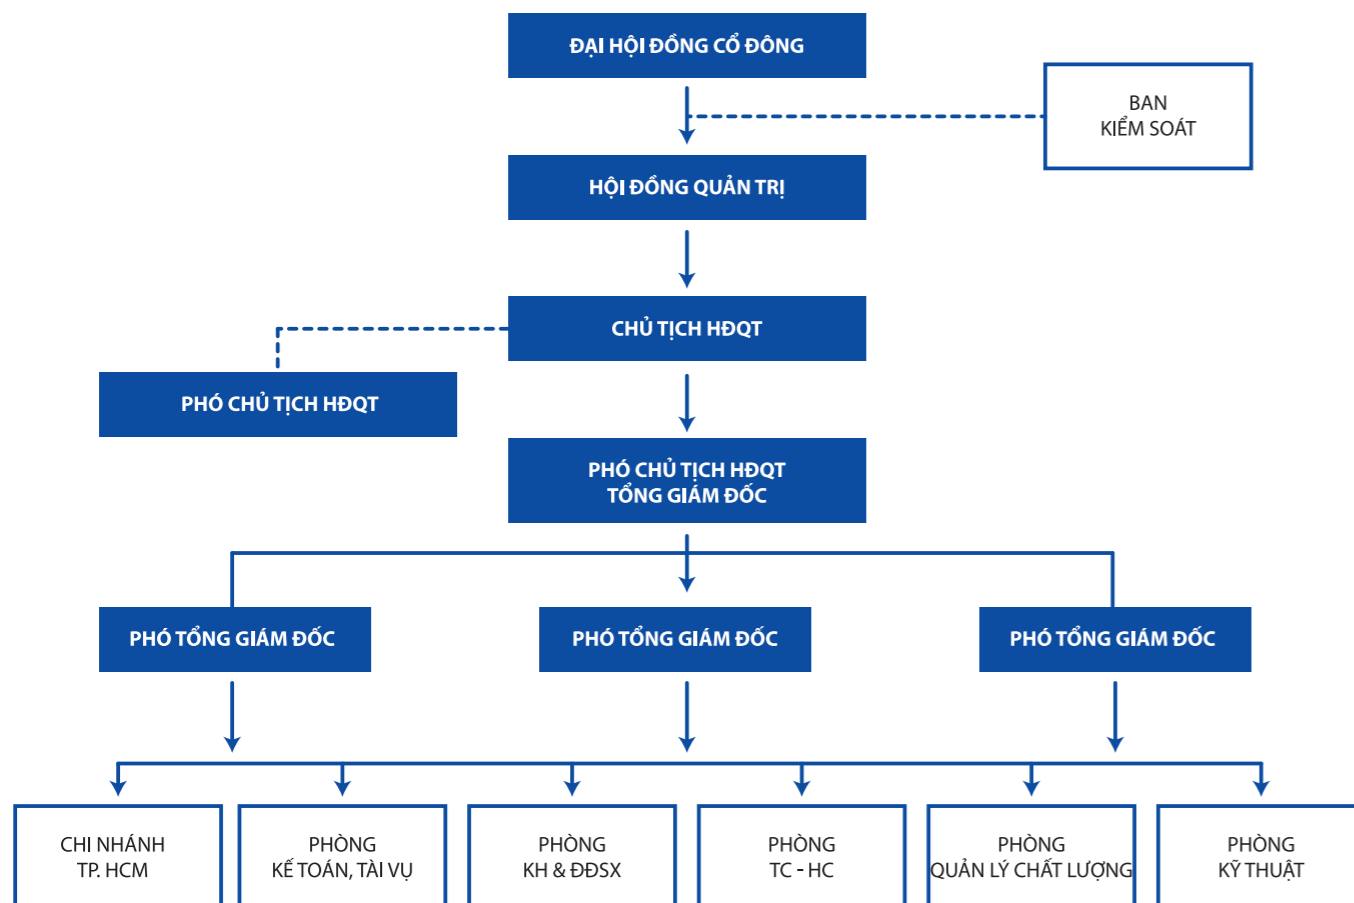 ĐẠI HỘI ĐỒNG CỔ ĐÔNG
BAN
KIỂM SOÁT
HỘI ĐỒNG QUẢN TRỊ
CHỦ TỊCH HĐQT
PHÓ CHỦ TỊCH HĐQT
PHÓ CHỦ TỊCH HĐQT
TỔNG GIÁM ĐỐC
PHÓ TỔNG GIÁM ĐỐC
PHÓ TỔNG GIÁM ĐỐC
PHÓ TỔNG GIÁM ĐỐC
CHI NHÁNH
TP. HCM
PHÒNG
KẾ TOÁN, TÀI VỤ
PHÒNG
KH & ĐĐSX
PHÒNG
TC - HC
PHÒNG
QUẢN LÝ CHẤT LƯỢNG
PHÒNG
KỸ THUẬT